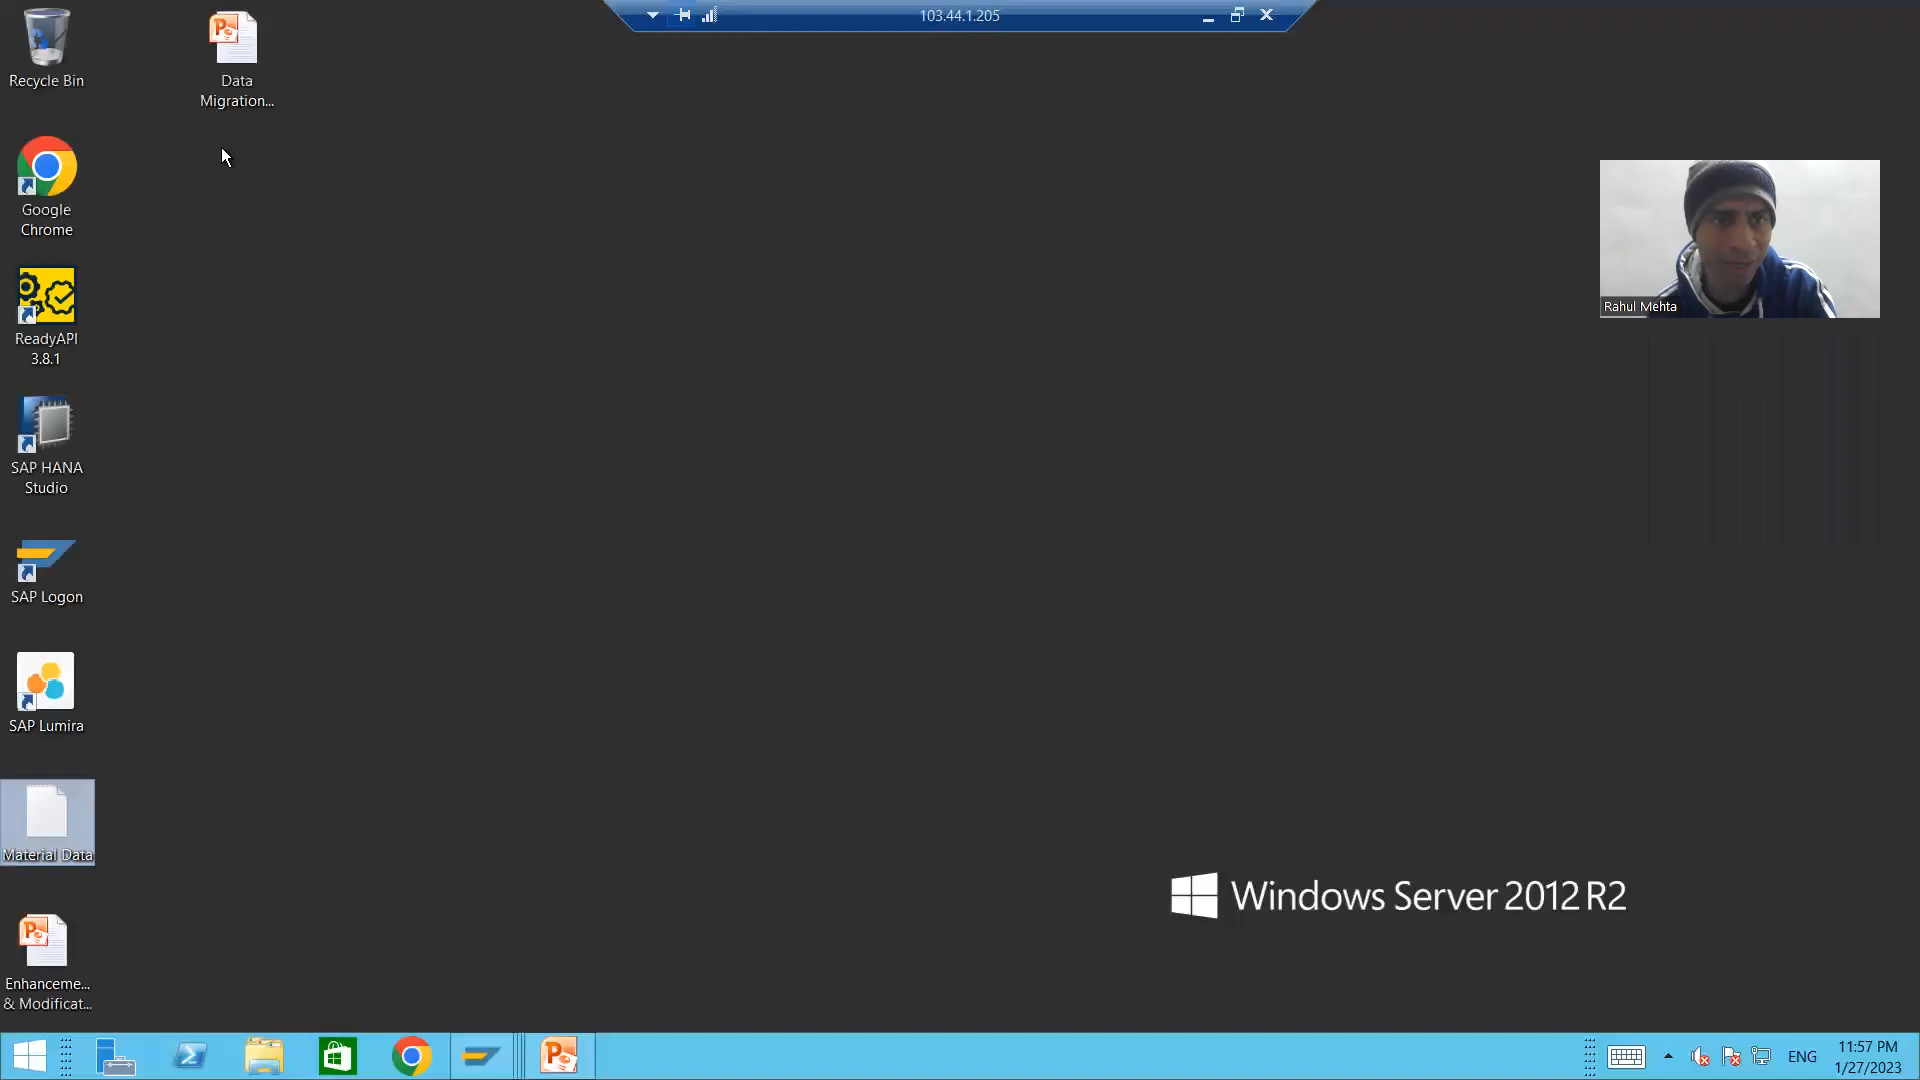 103.44.1.205
Recycle Bin
Data
Migration...
Google
Chrome
ReadyAPI
3.8.1
SAP HANA
Studio
SAP Logon
SAP Lumira
Material Data
Enhanceme...
& Modificat...
Rahul Mehta
Windows Server 2012 R2
ENG
11:57 PM
1/27/2023